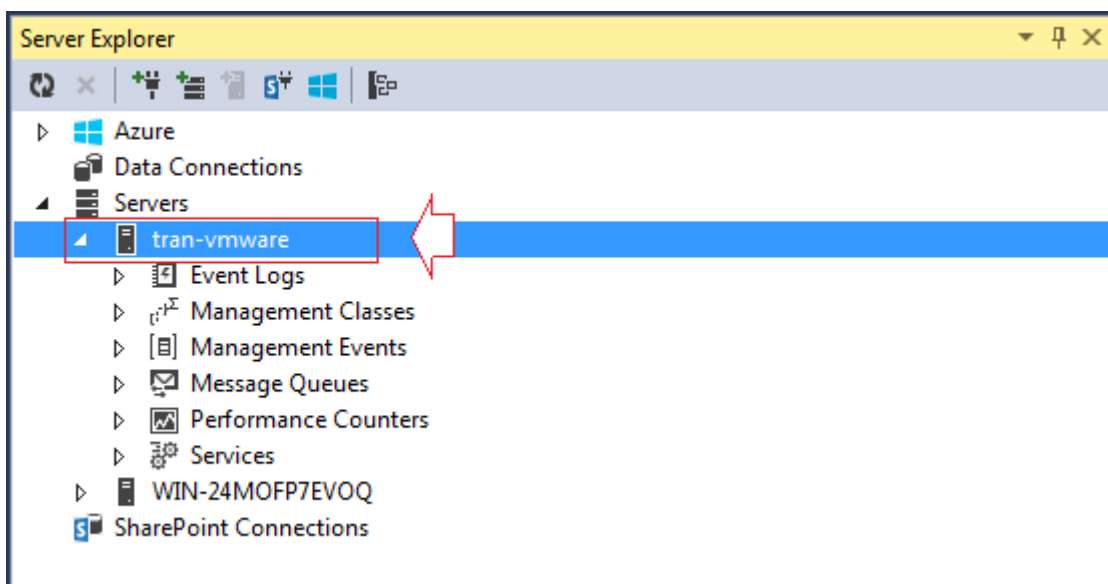 Server Explorer
Azure
Data Connections
Servers
tran-vmware
Event Logs
Management Classes
Management Events
Message Queues
Performance Counters
Services
WIN-24MOFP7EVOQ
SharePoint Connections